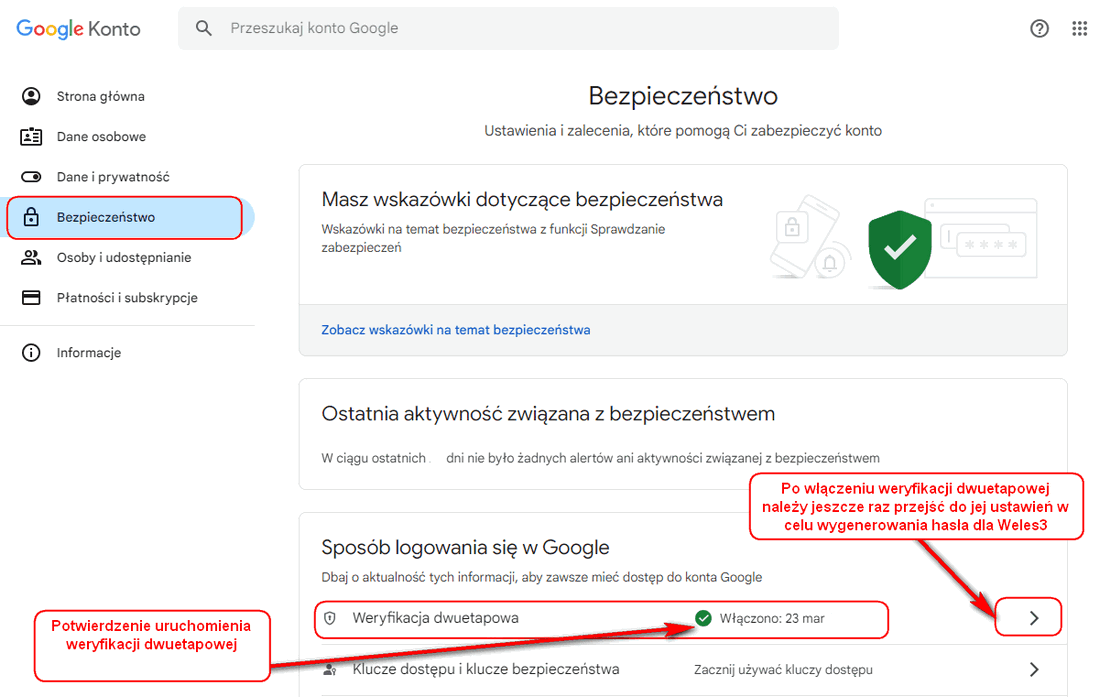 Google Konto
Przeszukaj konto Google
Strona główna
Dane osobowe
Dane i prywatność
Bezpieczeństwo
Osoby i udostępnianie
Płatności i subskrypcje
Informacje
Bezpieczeństwo
Ustawienia i zalecenia, które pomogą Ci zabezpieczyć konto
Masz wskazówki dotyczące bezpieczeństwa
Wskazówki na temat bezpieczeństwa z funkcji Sprawdzanie
zabezpieczeń
****
Zobacz wskazówki na temat bezpieczeństwa
Ostatnia aktywność związana z bezpieczeństwem
W ciągu ostatnich dni nie było żadnych alertów ani aktywności związanej z bezpieczeństwem
Po włączeniu weryfikacji dwuetapowej
należy jeszcze raz przejść do jej ustawień w
celu wygenerowania hasla dla Weles3
Sposób logowania się w Google
Dbaj o aktualność tych informacji, aby zawsze mieć dostęp do konta Google
Weryfikacja dwuetapowa
Włączono: 23 mar
Potwierdzenie uruchomienia
weryfikacji dwuetapowej
Klucze dostępu i klucze bezpieczeństwa
Zacznij używać kluczy dostępu